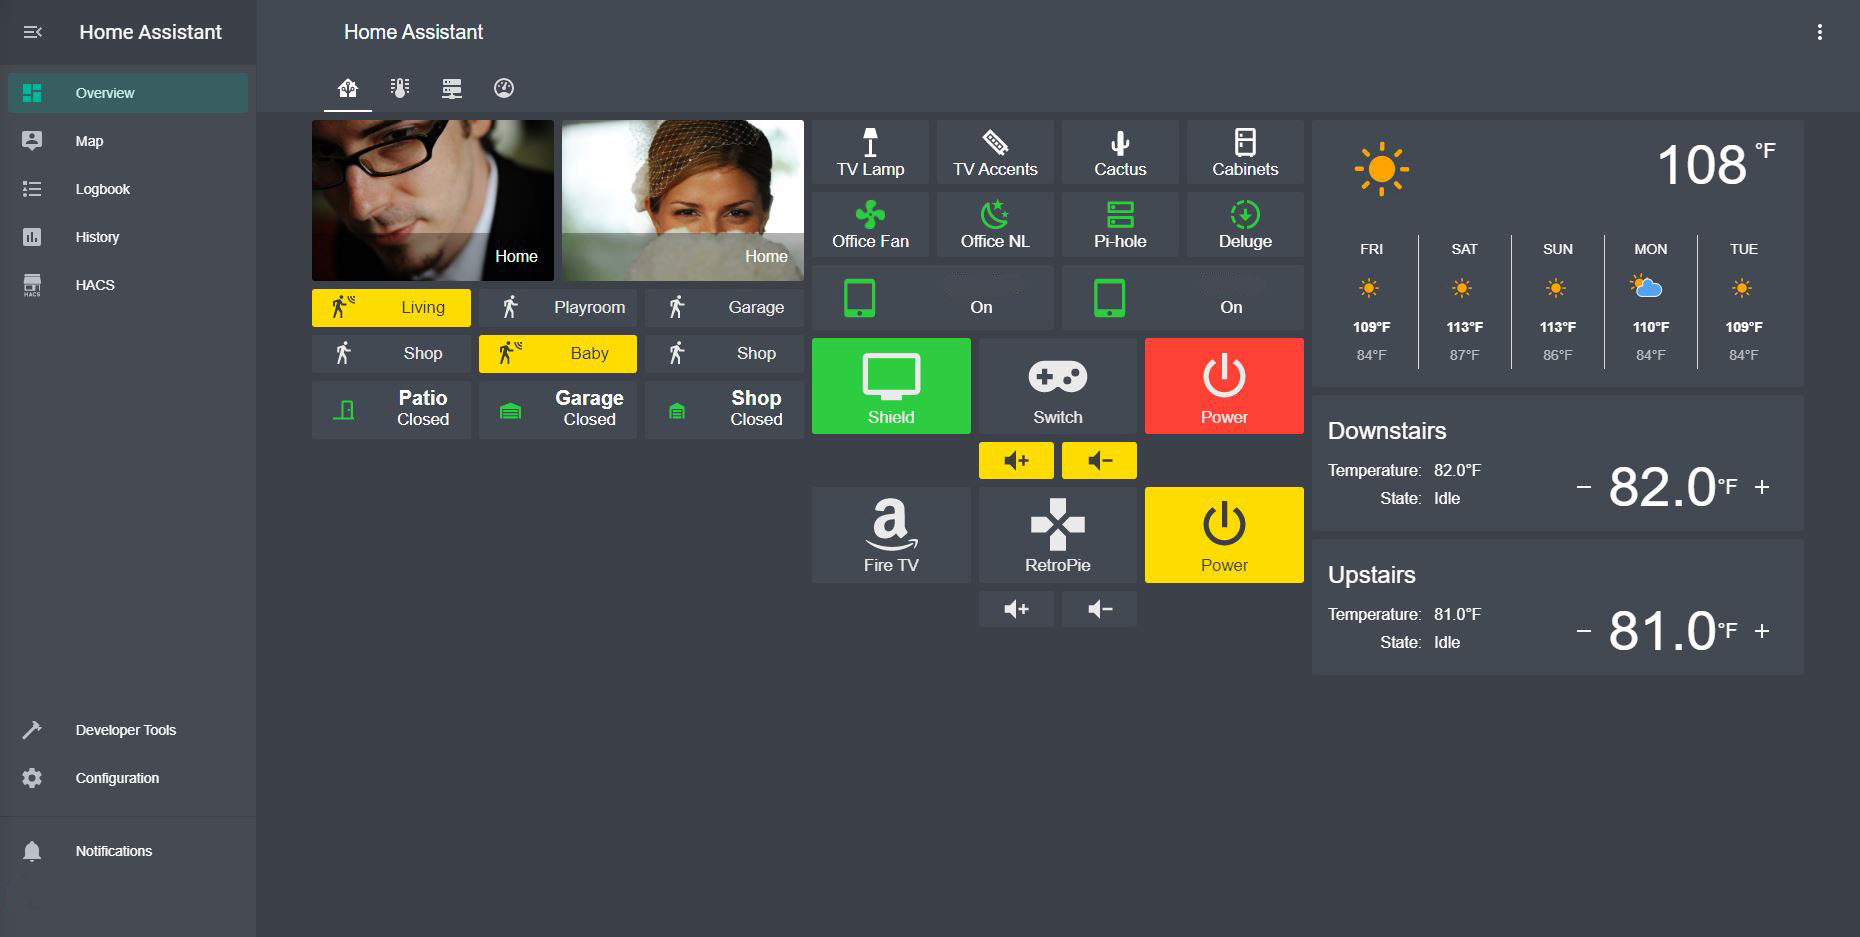 Home Assistant
Overview
Map
Logbook
History
HACS
HACS
Developer Tools
Configuration
Notifications
Home Assistant
Home
Home
Living
Playroom
Garage
Shop
Baby
Shop
Patio
Closed
Garage
Closed
Shop
Closed
TV Lamp
TV Accents
Cactus
Cabinets
Office Fan
Office NL
Pi-hole
Deluge
On
On
Shield
Switch
Power
Fire TV
RetroPie
Power
108 °F
FRI SAT SUN MON TUE
109°F 113°F 113°F 110°F 109°F
84°F 87°F 86°F 84°F 84°F
Downstairs
Temperature: 82.0°F
State: Idle
− 82.0°F +
Upstairs
Temperature: 81.0°F
State: Idle
− 81.0°F +